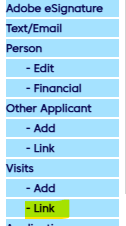 Adobe eSignature
Text/Email
Person
- Edit
- Financial
Other Applicant
- Add
- Link
Visits
- Add
- Link